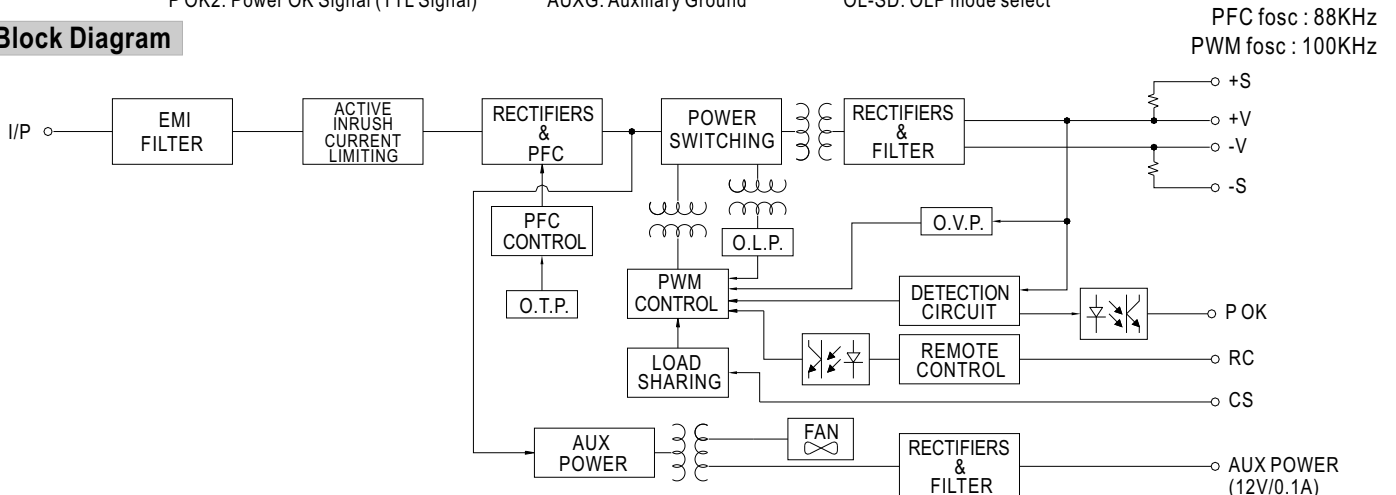 P OK2: Power OK Signal (TTL Signal) AUXG: Auxiliary Ground OL-SD: OLP mode select
PFC fosc : 88KHz
Block Diagram
PWM fosc : 100KHz
I/P
EMI
FILTER
ACTIVE
INRUSH
CURRENT
LIMITING
RECTIFIERS
&
PFC
POWER
SWITCHING
RECTIFIERS
&
FILTER
+S
+V
-V
-S
PFC
CONTROL
O.L.P.
O.V.P.
O.T.P.
PWM
CONTROL
DETECTION
CIRCUIT
P OK
LOAD
SHARING
REMOTE
CONTROL
RC
CS
AUX
POWER
FAN
RECTIFIERS
&
FILTER
AUX POWER
(12V/0.1A)